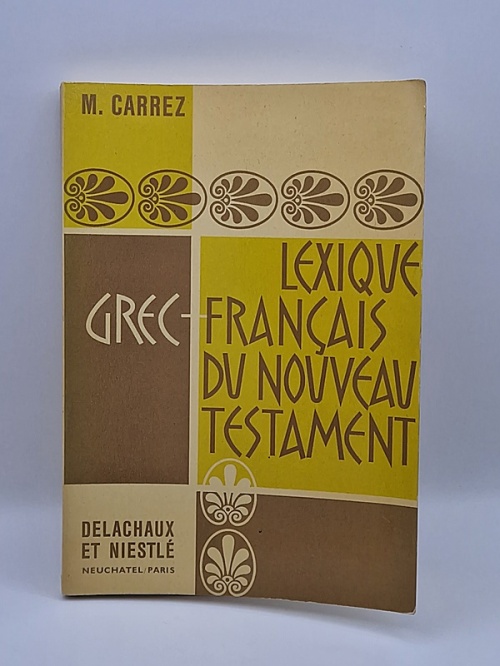 M. CARREZ
LEXIQUE
GREC-FRANÇAIS
DU NOUVEAU
TESTAMENT
DELACHAUX
ET NIESTLÉ
NEUCHATEL/PARIS